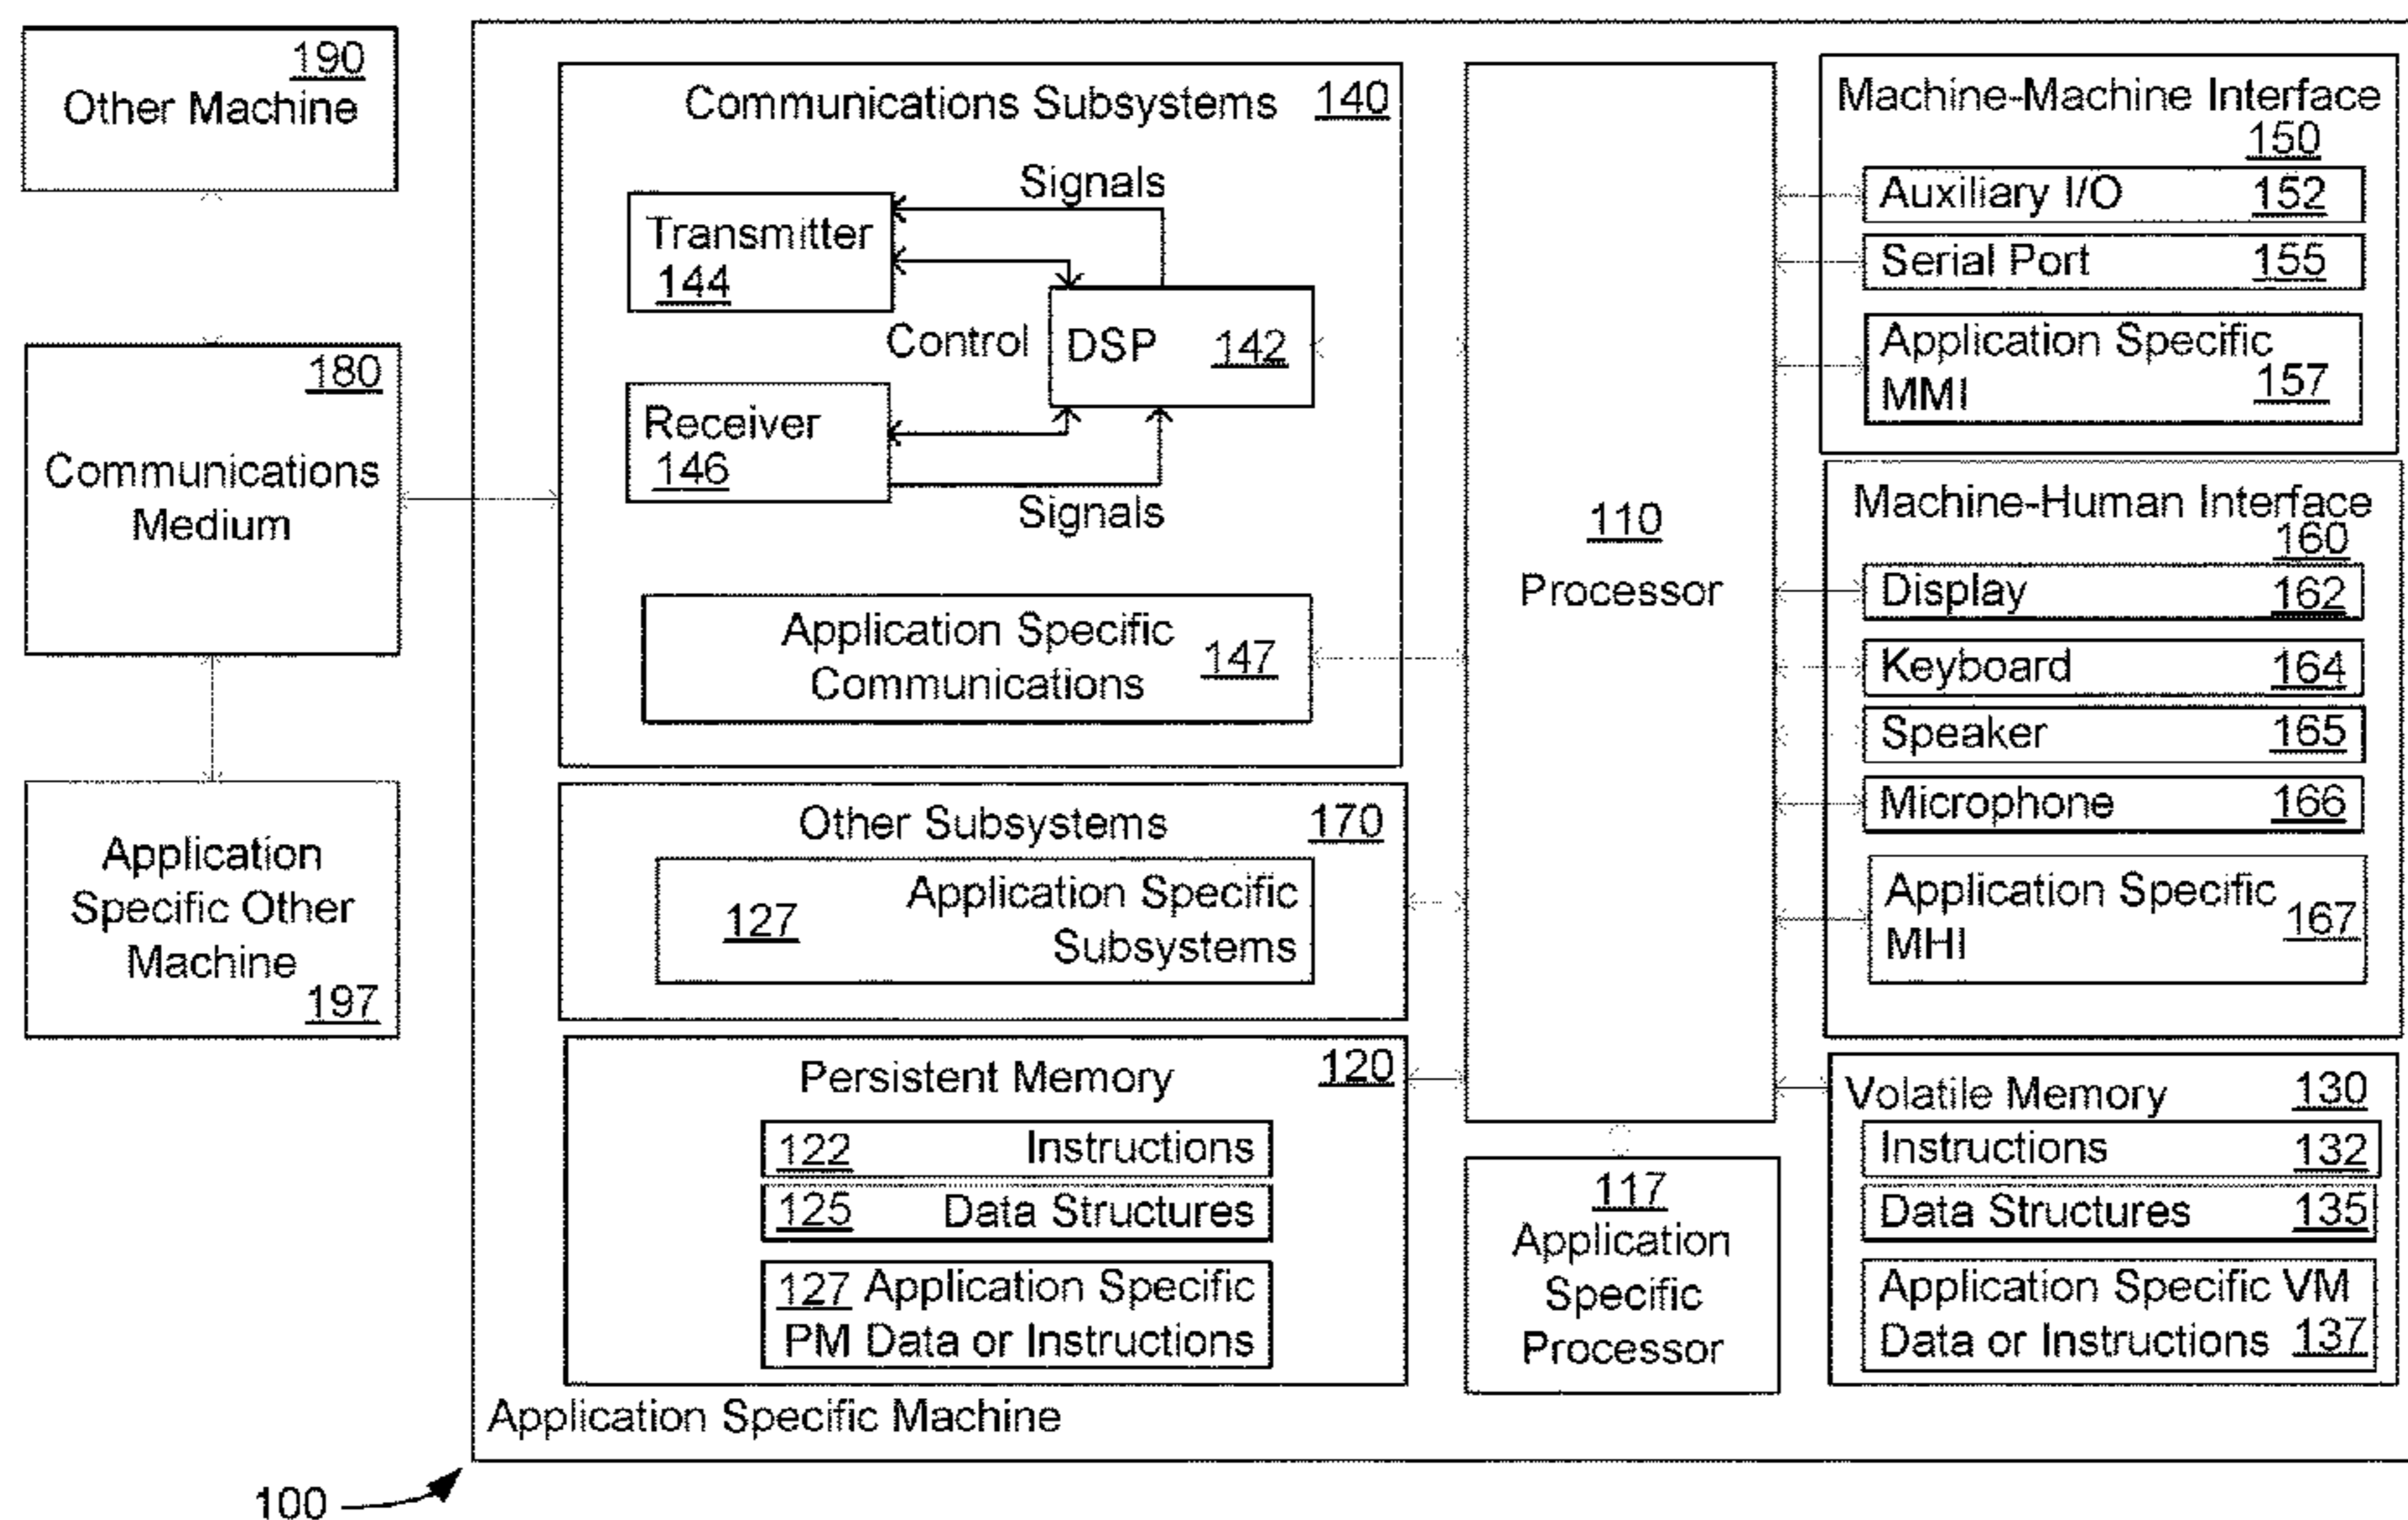 190
Other Machine
180
Communications
Medium
Application
Specific Other
Machine
197
Communications Subsystems 140
Signals
Transmitter
144
Control
DSP 142
Receiver
146
Signals
Application Specific
Communications
147
Other Subsystems 170
127 Application Specific
Subsystems
Persistent Memory 120
122 Instructions
125 Data Structures
127 Application Specific
PM Data or Instructions
Application Specific Machine
100
110
Processor
117
Application
Specific
Processor
Machine-Machine Interface
150
Auxiliary I/O 152
Serial Port 155
Application Specific
MMI 157
Machine-Human Interface
160
Display 162
Keyboard 164
Speaker 165
Microphone 166
Application Specific
MHI 167
Volatile Memory 130
Instructions 132
Data Structures 135
Application Specific VM
Data or Instructions 137